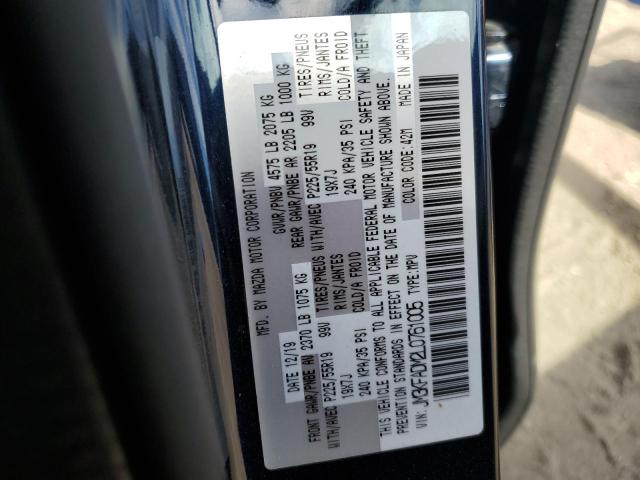 MFD. BY MAZDA MOTOR CORPORATION
DATE: 12/19 GVWR/PNBV 4575 LB 2075 KG
FRONT GAWR/PNBE AV 2370 LB 1075 KG REAR GAWR/PNBE AR 2205 LB 1000 KG
WITH/AVEC P225/55R19 99V TIRES/PNEUS WITH/AVEC P225/55R19 99V TIRES/PNEUS
19X7J RIMS/JANTES 19X7J RIMS/JANTES
240 KPA/35 PSI COLD/A FROID 240 KPA/35 PSI COLD/A FROID
THIS VEHICLE CONFORMS TO ALL APPLICABLE FEDERAL MOTOR VEHICLE SAFETY AND THEFT
PREVENTION STANDARDS IN EFFECT ON THE DATE OF MANUFACTURE SHOWN ABOVE.
VIN: JM3KFADM2L0761005 TYPE:MPV COLOR CODE:42M MADE IN JAPAN